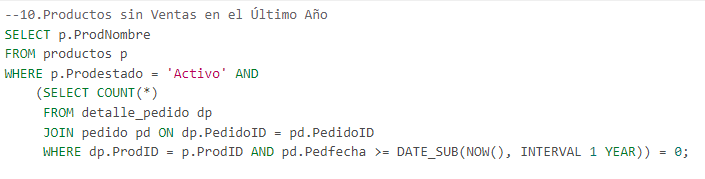 --10.Productos sin Ventas en el Último Año
SELECT p.ProdNombre
FROM productos p
WHERE p.Prodestado = 'Activo' AND
    (SELECT COUNT(*)
     FROM detalle_pedido dp
     JOIN pedido pd ON dp.PedidoID = pd.PedidoID
     WHERE dp.ProdID = p.ProdID AND pd.Pedfecha >= DATE_SUB(NOW(), INTERVAL 1 YEAR)) = 0;